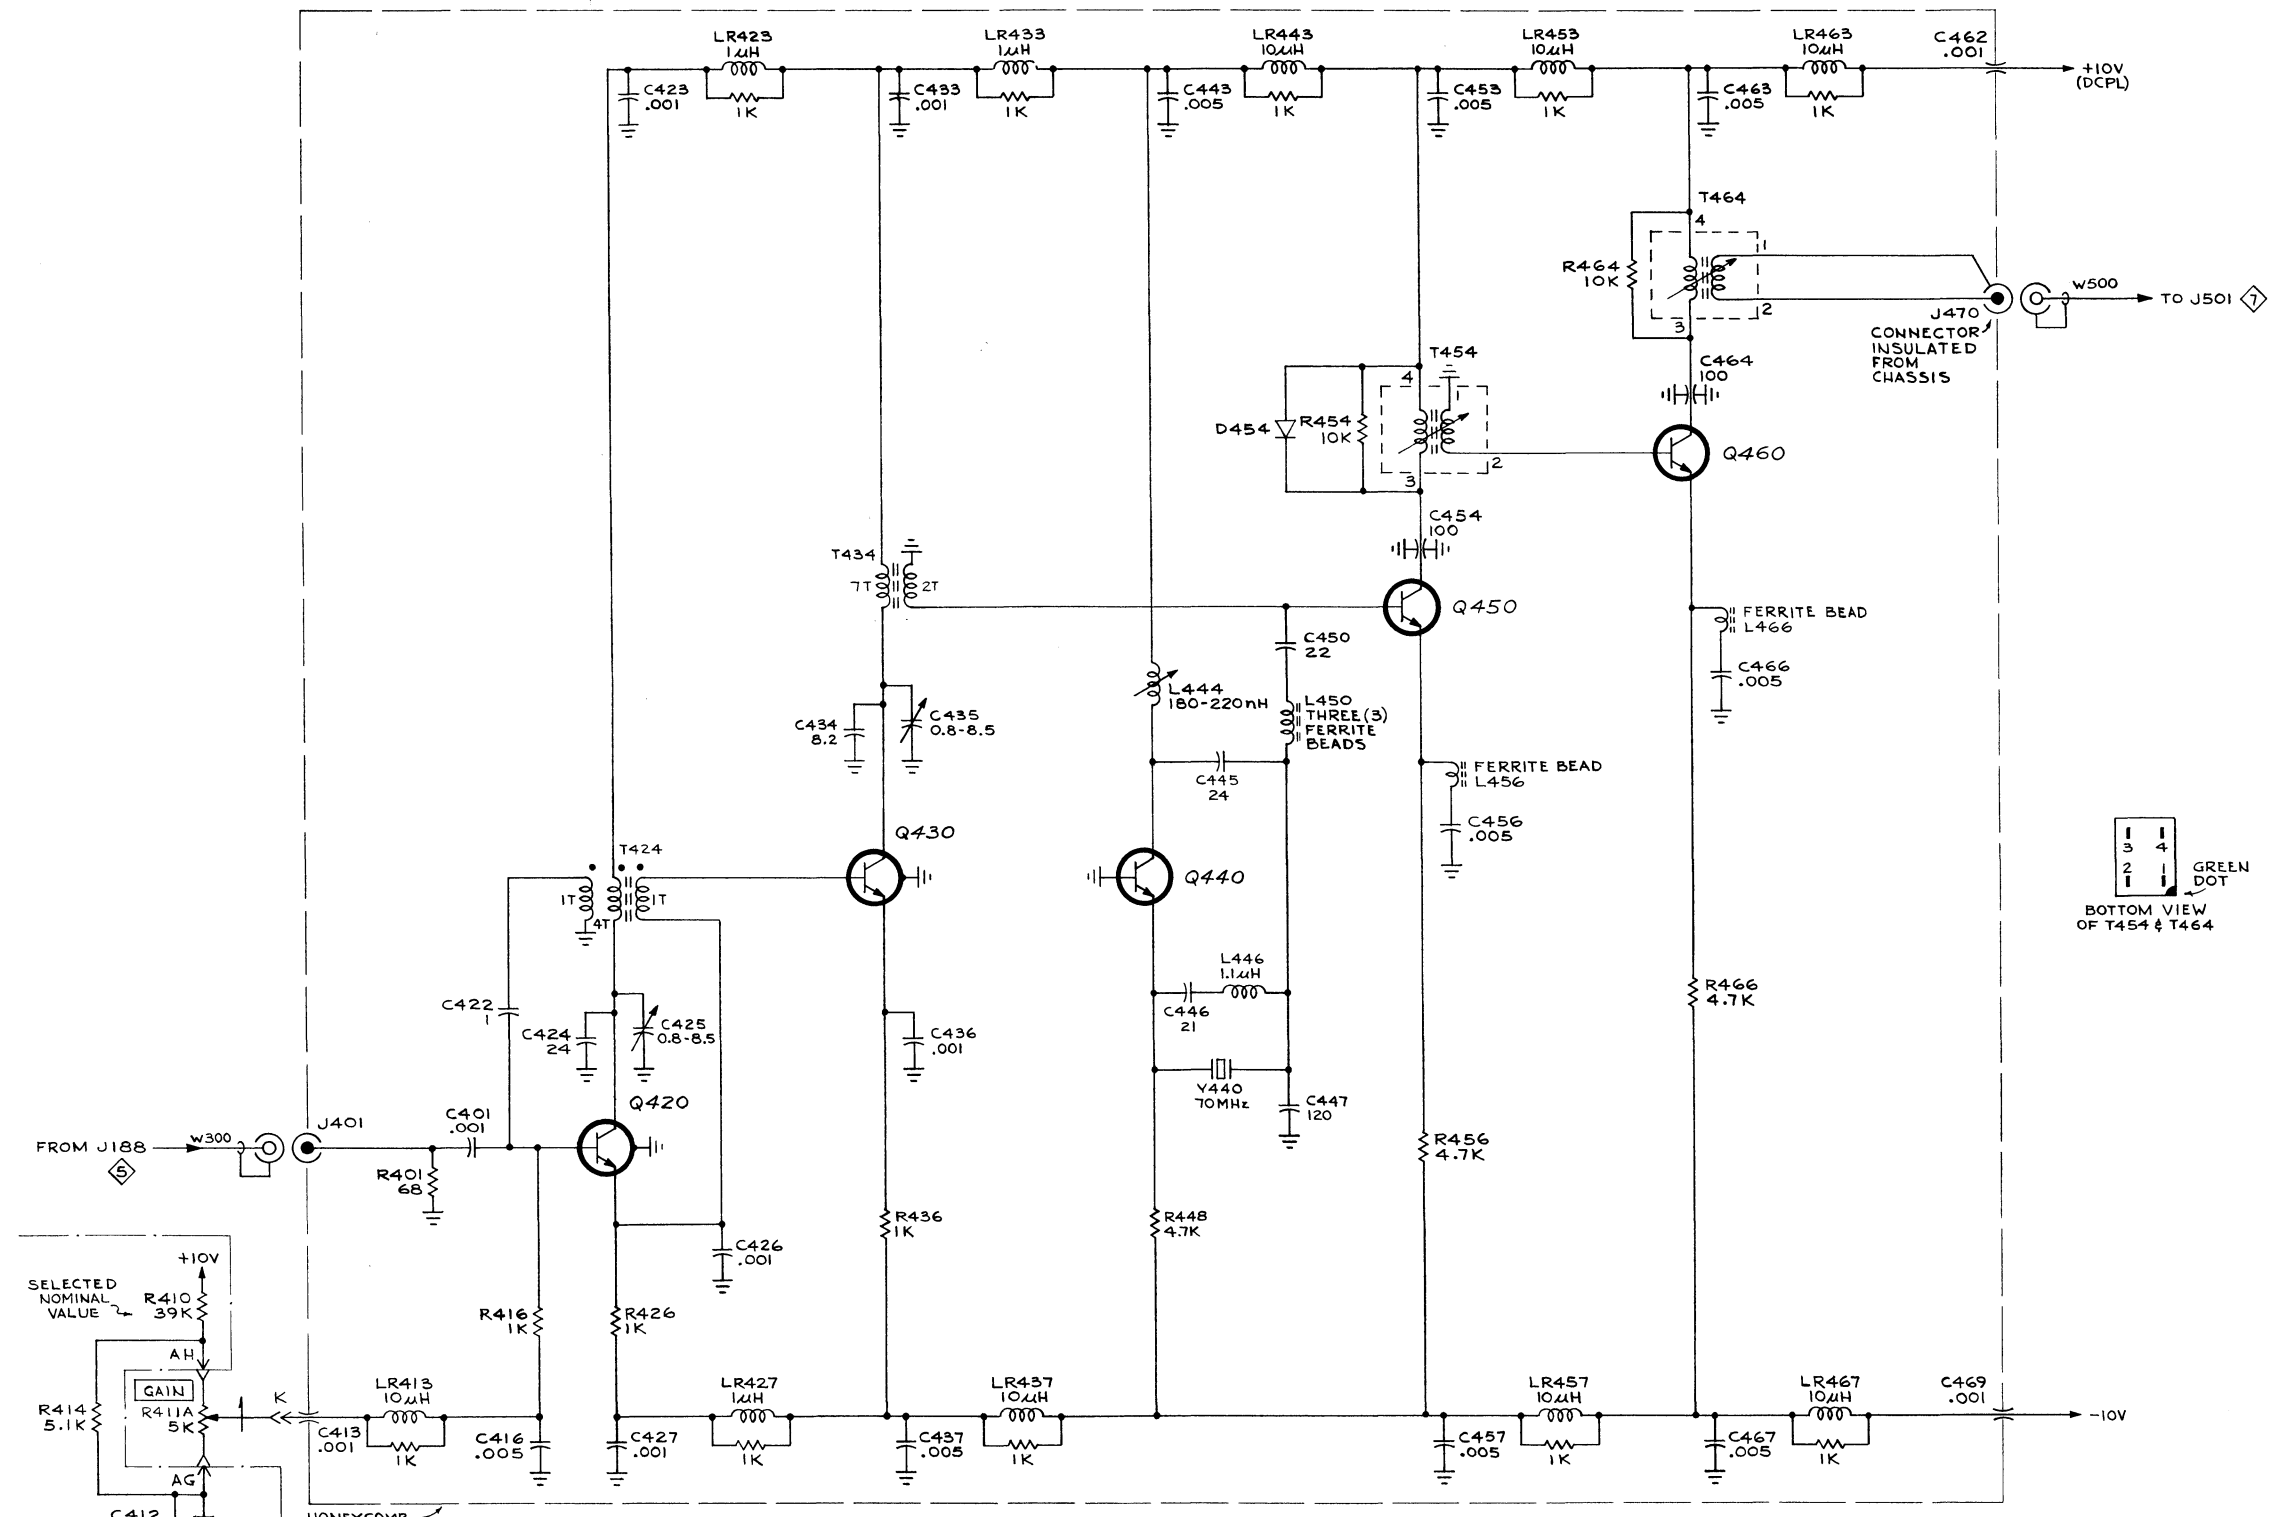 LR423
1μH
LR433
1μH
LR443
10μH
LR453
10μH
LR463
10μH
C462
.001
C423
.001
1K
C433
.001
1K
C443
.005
1K
C453
.005
1K
C463
.005
1K
+10V
(DCPL)
T464
4
1
R464
10K
3
2
W500
TO J501 7
J470
CONNECTOR
INSULATED
FROM
CHASSIS
C464
100
T454
4
1
D454
R454
10K
3
2
Q460
C454
100
T434
7T
2T
Q450
C450
22
FERRITE BEAD
L466
C466
.005
L444
180-220nH
L450
THREE (3)
FERRITE
BEADS
C434
8.2
C435
0.8-8.5
C445
24
FERRITE BEAD
L456
C456
.005
Q430
Q440
T424
1T
4T
1T
3 4
2 1
GREEN
DOT
BOTTOM VIEW
OF T454 & T464
L446
1.1μH
C446
21
R466
4.7K
C422
1
C424
24
C425
0.8-8.5
C436
.001
Y440
70MHz
C447
120
Q420
FROM J188
5
W300
J401
C401
.001
R401
68
R456
4.7K
R436
1K
R448
4.7K
C426
.001
+10V
SELECTED
NOMINAL
VALUE
R410
39K
R416
1K
R426
1K
AH
GAIN
R411A
5K
R414
5.1K
K
AG
C412
C413
.001
LR413
10μH
1K
C416
.005
C427
.001
LR427
1μH
1K
C437
.005
LR437
10μH
1K
C457
.005
LR457
10μH
1K
C467
.005
LR467
10μH
1K
C469
.001
-10V
HONEYCOMB